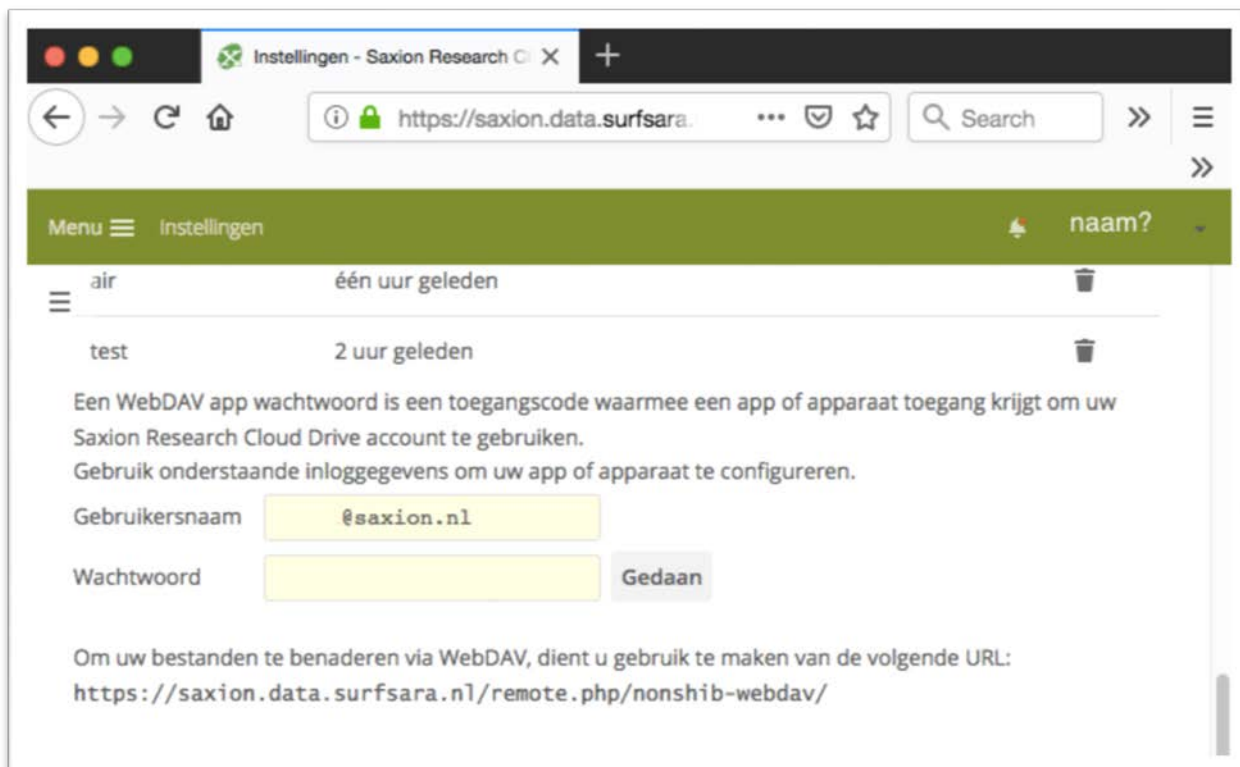 Instellingen - Saxion Research C
https://saxion.data.surfsara.
Search
Menu Instellingen naam?
air één uur geleden
test 2 uur geleden
Een WebDAV app wachtwoord is een toegangscode waarmee een app of apparaat toegang krijgt om uw
Saxion Research Cloud Drive account te gebruiken.
Gebruik onderstaande inloggegevens om uw app of apparaat te configureren.
Gebruikersnaam @saxion.nl
Wachtwoord Gedaan
Om uw bestanden te benaderen via WebDAV, dient u gebruik te maken van de volgende URL:
https://saxion.data.surfsara.nl/remote.php/nonshib-webdav/